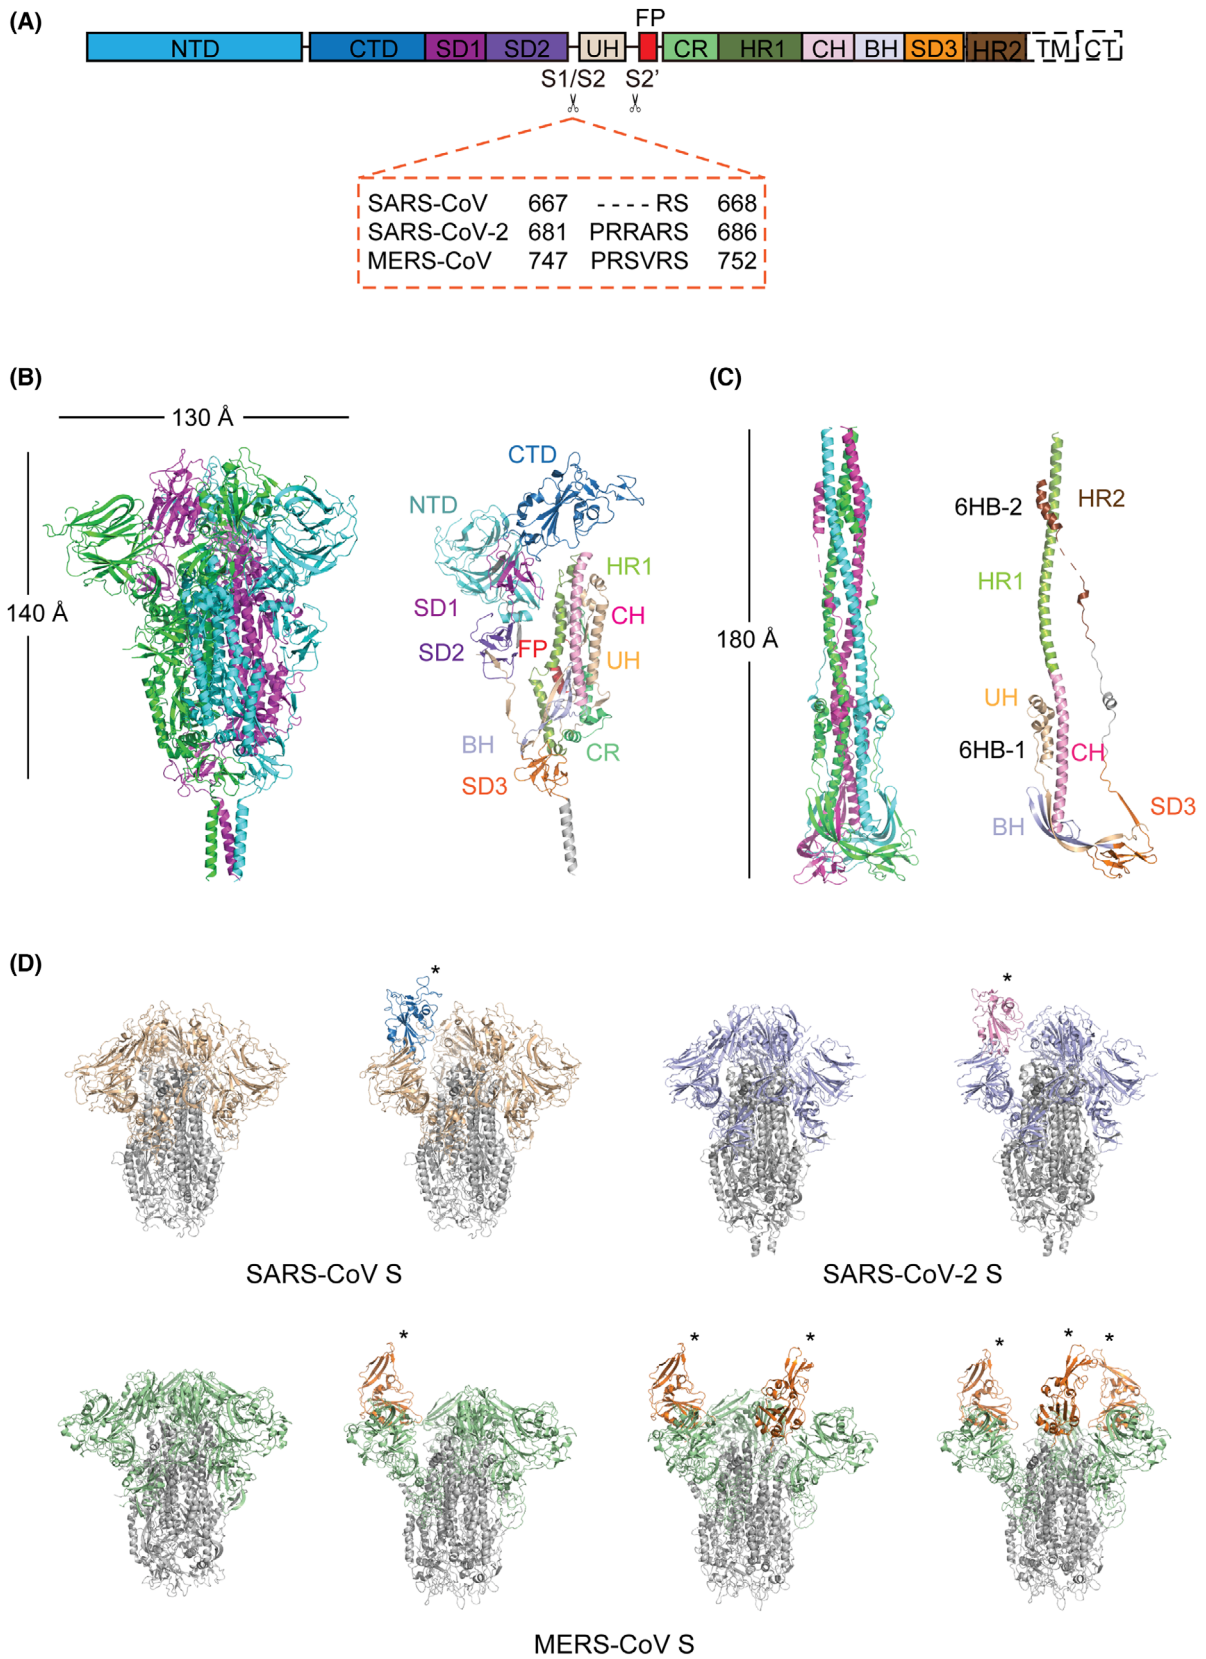 (A)
FP
NTD CTD SD1 SD2 UH CR HR1 CH BH SD3 HR2 TM CT
S1/S2 S2'
SARS-CoV 667 ----RS 668
SARS-CoV-2 681 PRRARS 686
MERS-CoV 747 PRSVRS 752
(B)
130 Å
140 Å
CTD
NTD
HR1
SD1
CH
SD2
FP
UH
BH
CR
SD3
(C)
180 Å
6HB-2
HR2
HR1
UH
6HB-1
CH
BH
SD3
(D)
* *
SARS-CoV S
SARS-CoV-2 S
* * * * * *
MERS-CoV S